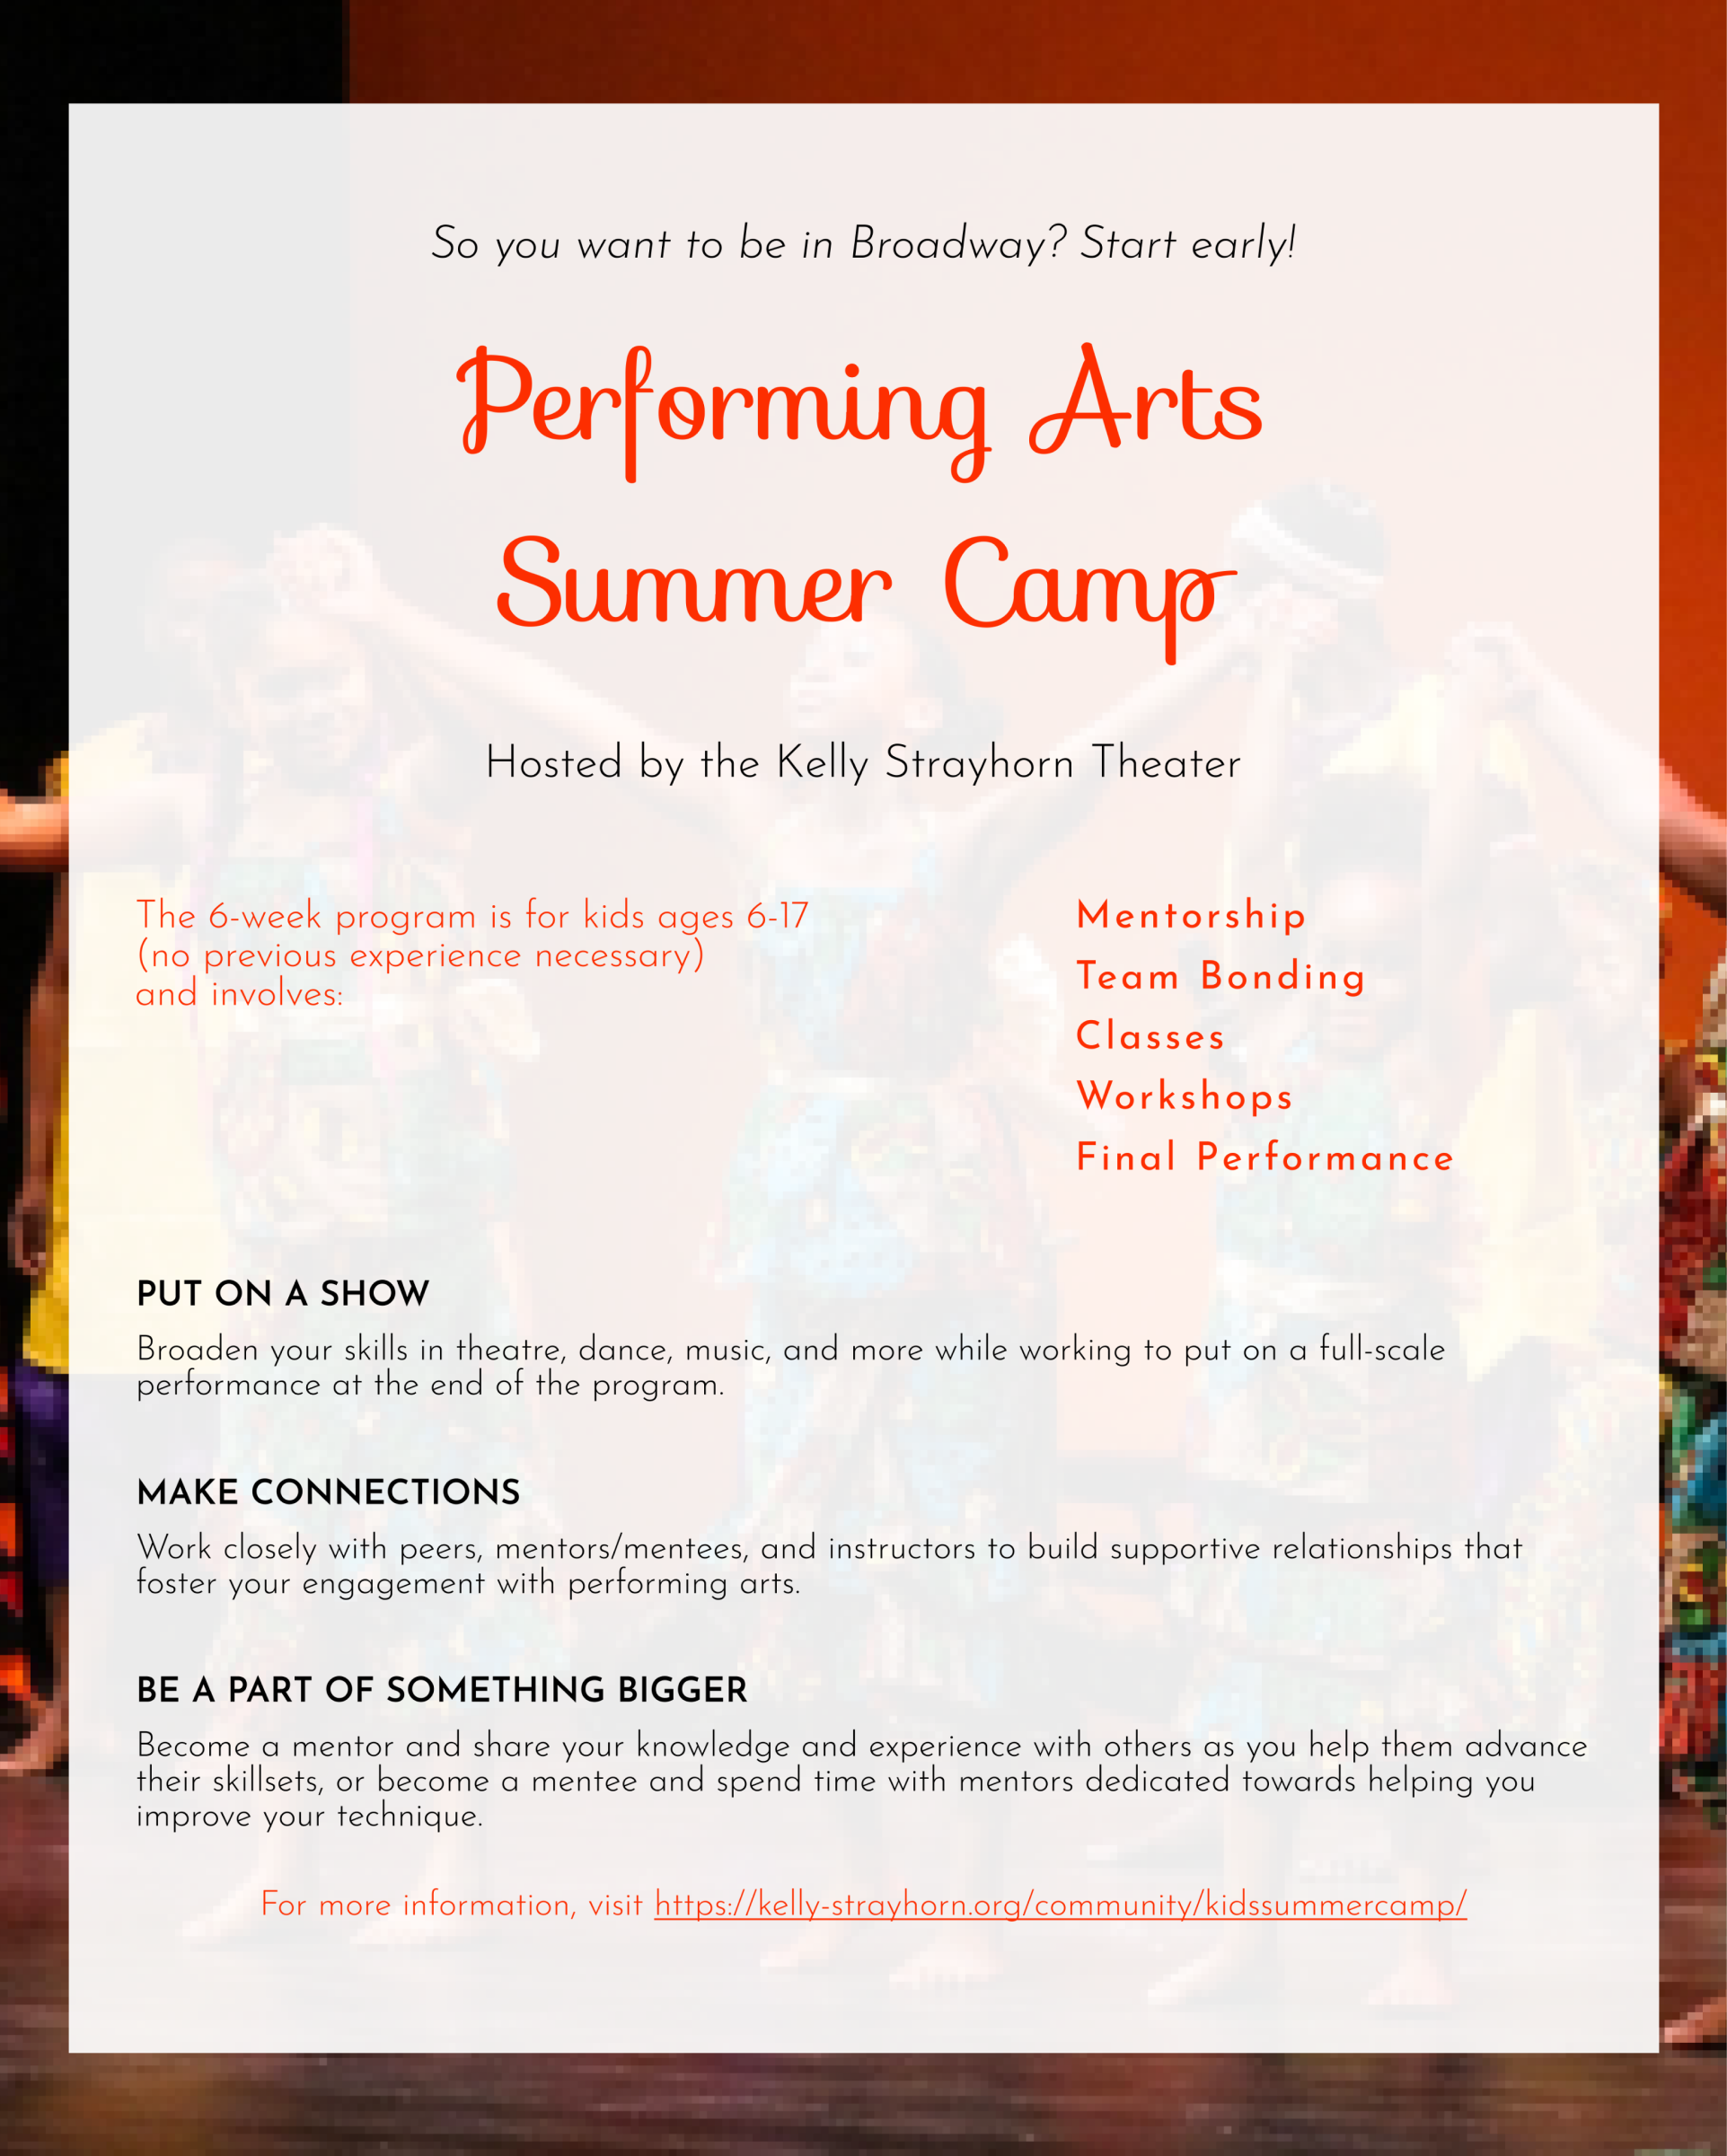 So you want to be in Broadway? Start early!
Performing Arts
Summer Camp
Hosted by the Kelly Strayhorn Theater
The 6-week program is for kids ages 6-17
(no previous experience necessary)
and involves:
Mentorship
Team Bonding
Classes
Workshops
Final Performance
PUT ON A SHOW
Broaden your skills in theatre, dance, music, and more while working to put on a full-scale
performance at the end of the program.
MAKE CONNECTIONS
Work closely with peers, mentors/mentees, and instructors to build supportive relationships that
foster your engagement with performing arts.
BE A PART OF SOMETHING BIGGER
Become a mentor and share your knowledge and experience with others as you help them advance
their skillsets, or become a mentee and spend time with mentors dedicated towards helping you
improve your technique.
For more information, visit https://kelly-strayhorn.org/community/kidssummercamp/